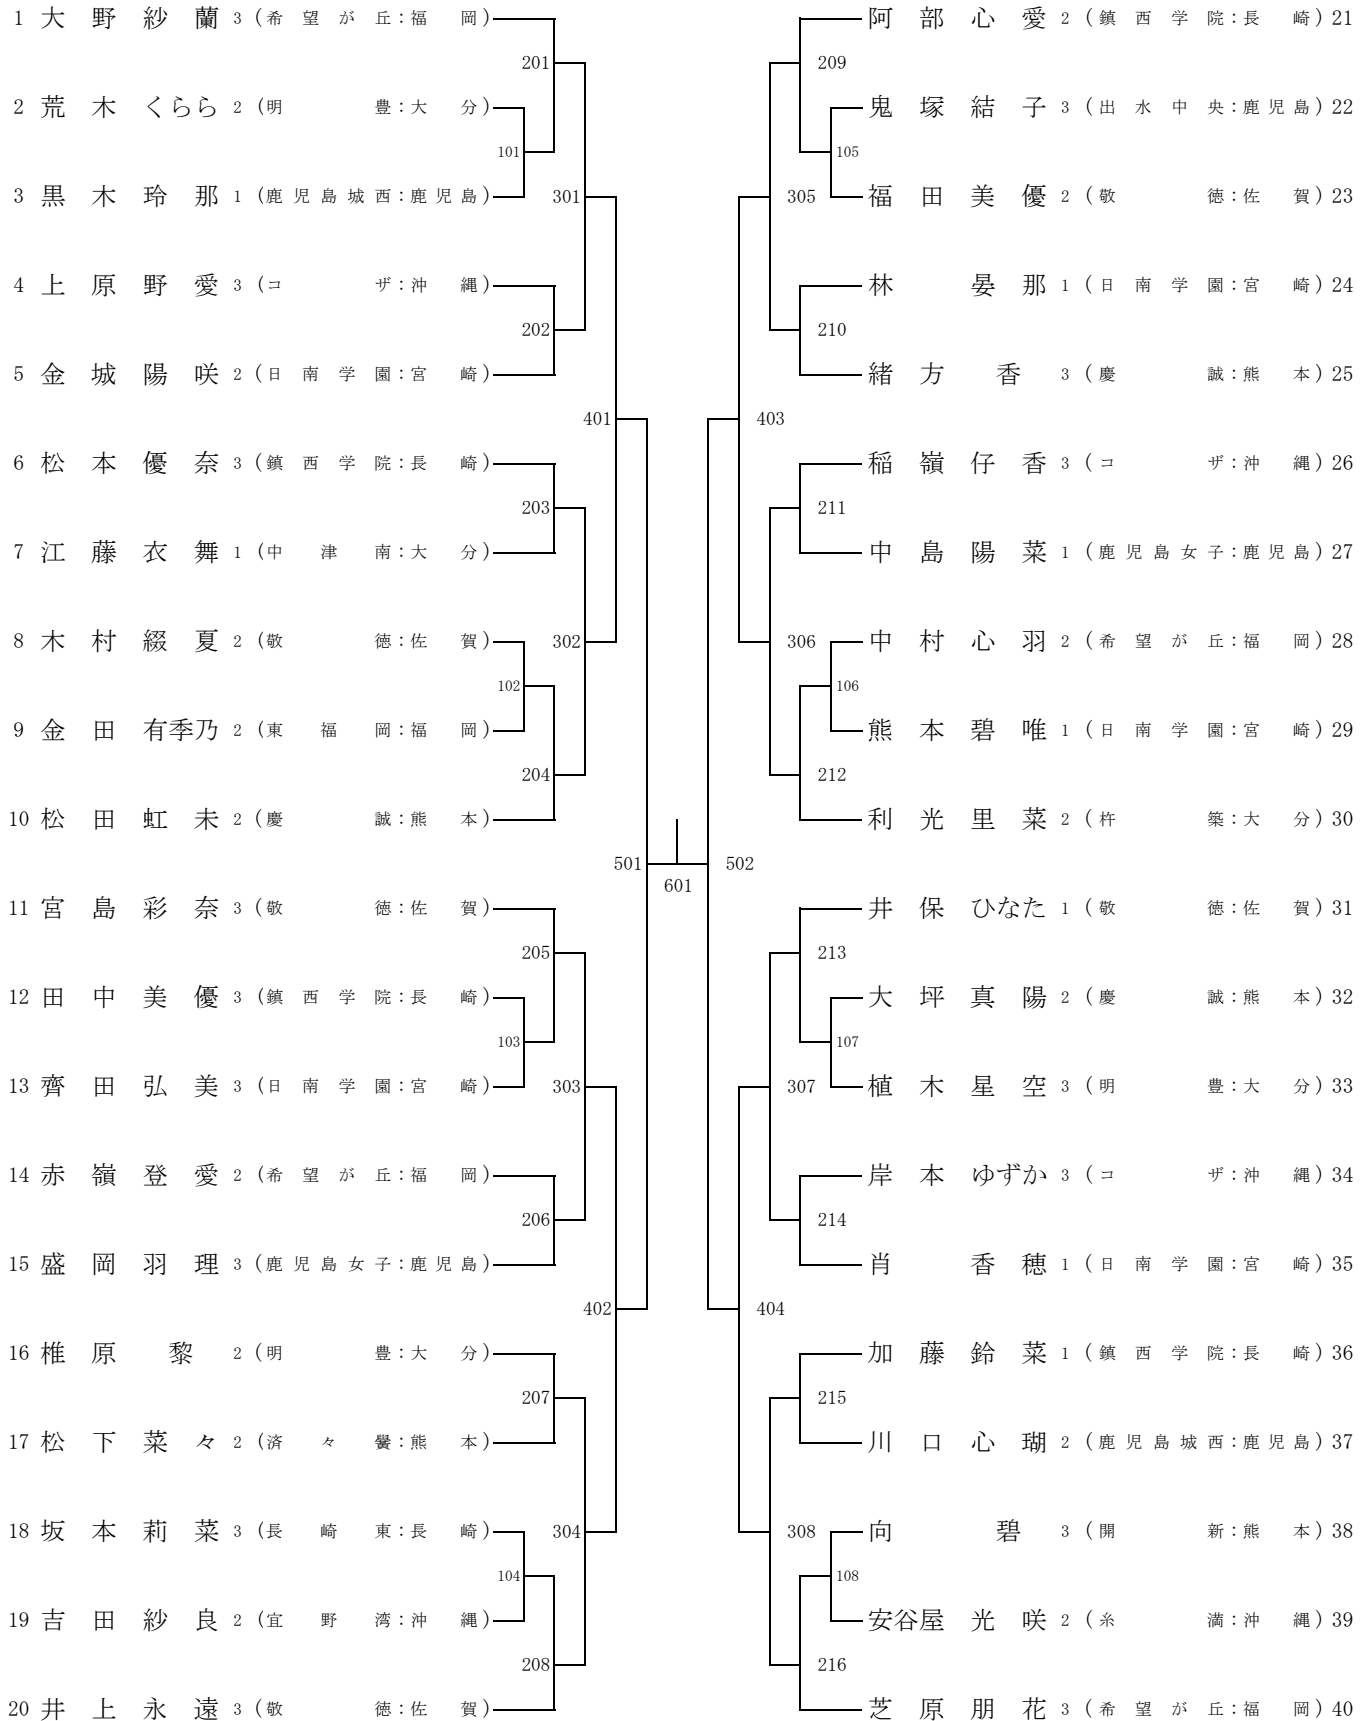 1 大野紗蘭 3 (希望が丘:福岡)
201
2 荒木くらら 2 (明豊:大分)
101
3 黒木玲那 1 (鹿児島城西:鹿児島)
301
4 上原野愛 3 (コザ:沖縄)
202
5 金城陽咲 2 (日南学園:宮崎)
401
6 松本優奈 3 (鎮西学院:長崎)
203
7 江藤衣舞 1 (中津南:大分)
8 木村綴夏 2 (敬徳:佐賀)
302
102
9 金田有季乃 2 (東福岡:福岡)
204
10 松田虹未 2 (慶誠:熊本)
501
11 宮島彩奈 3 (敬徳:佐賀)
205
12 田中美優 3 (鎮西学院:長崎)
103
13 齊田弘美 3 (日南学園:宮崎)
303
14 赤嶺登愛 2 (希望が丘:福岡)
206
15 盛岡羽理 3 (鹿児島女子:鹿児島)
402
16 椎原黎 2 (明豊:大分)
207
17 松下菜々 2 (済々黌:熊本)
18 坂本莉菜 3 (長崎東:長崎)
304
104
19 吉田紗良 2 (宜野湾:沖縄)
208
20 井上永遠 3 (敬徳:佐賀)
601
阿部心愛 2 (鎮西学院:長崎) 21
209
鬼塚結子 3 (出水中央:鹿児島) 22
105
305
福田美優 2 (敬徳:佐賀) 23
林晏那 1 (日南学園:宮崎) 24
210
緒方香 3 (慶誠:熊本) 25
403
稲嶺仔香 3 (コザ:沖縄) 26
211
中島陽菜 1 (鹿児島女子:鹿児島) 27
306
中村心羽 2 (希望が丘:福岡) 28
106
熊本碧唯 1 (日南学園:宮崎) 29
212
利光里菜 2 (杵築:大分) 30
502
井保ひなた 1 (敬徳:佐賀) 31
213
大坪真陽 2 (慶誠:熊本) 32
107
307
植木星空 3 (明豊:大分) 33
岸本ゆずか 3 (コザ:沖縄) 34
214
肖香穂 1 (日南学園:宮崎) 35
404
加藤鈴菜 1 (鎮西学院:長崎) 36
215
川口心瑚 2 (鹿児島城西:鹿児島) 37
308
向碧 3 (開新:熊本) 38
108
安谷屋光咲 2 (糸満:沖縄) 39
216
芝原朋花 3 (希望が丘:福岡) 40